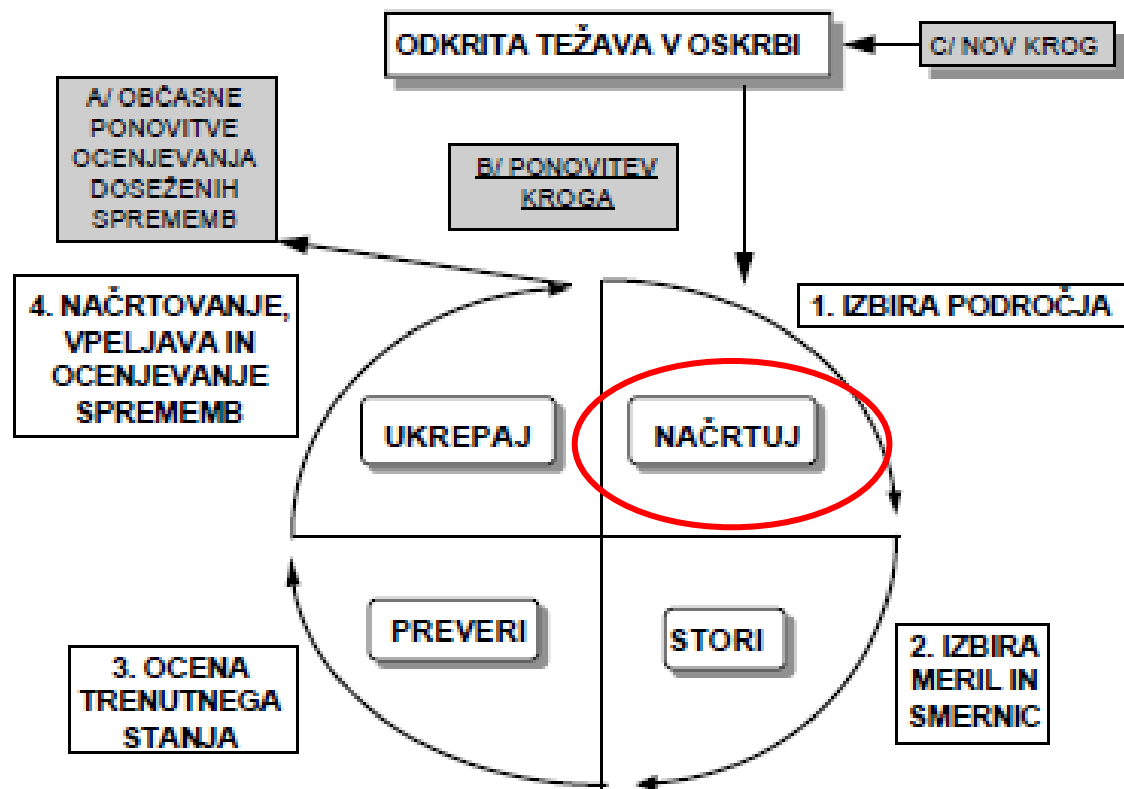 ODKRITA TEŽAVA V OSKRBI
C/ NOV KROG
A/ OBČASNE
PONOVITVE
OCENJEVANJA
DOSEŽENIH
SPREMEMB
B/ PONOVITEV
KROGA
4. NAČRTOVANJE,
VPELJAVA IN
OCENJEVANJE
SPREMEMB
1. IZBIRA PODROČJA
UKREPAJ
NAČRTUJ
PREVERI
STORI
3. OCENA
TRENUTNEGA
STANJA
2. IZBIRA
MERIL IN
SMERNIC